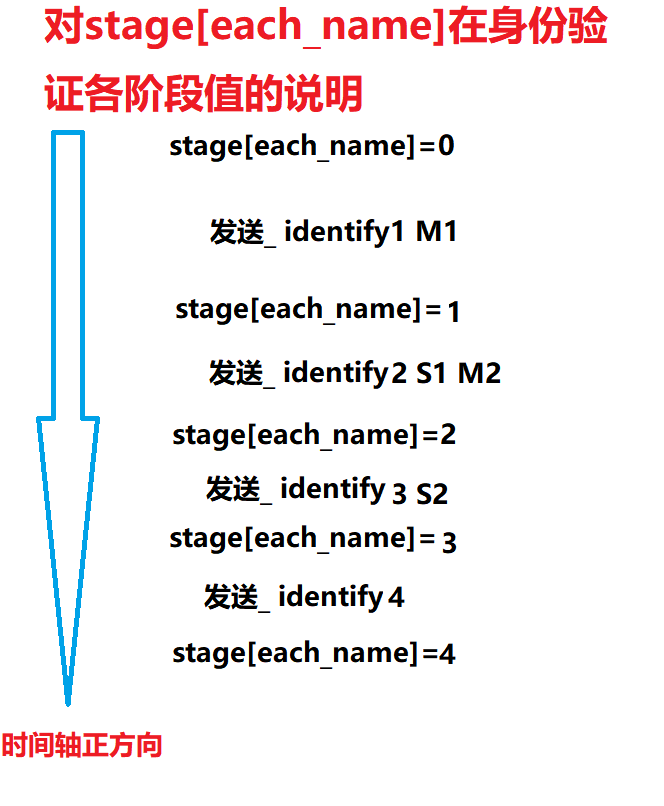 对stage[each_name]在身份验
证各阶段值的说明
stage[each_name]=0
发送_ identify1 M1
stage[each_name]= 1
发送_ identify2 S1 M2
stage[each_name]=2
发送_ identify 3 S2
stage[each_name]= 3
发送_ identify4
stage[each_name]=4
时间轴正方向